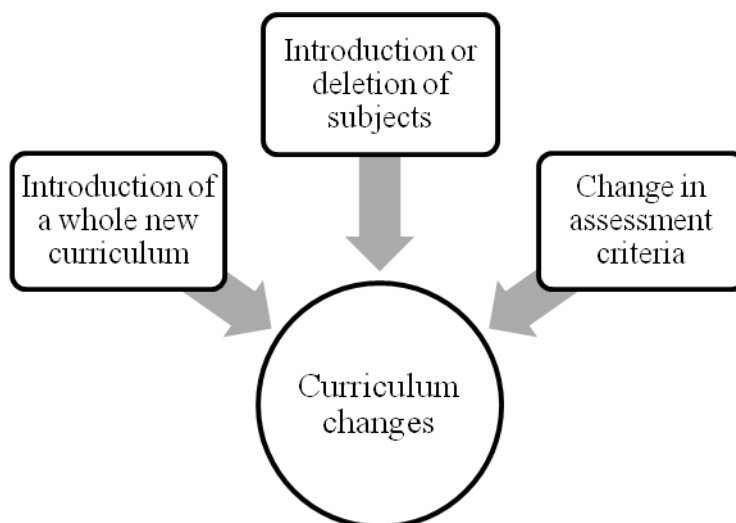 Introduction or
deletion of
subjects
Introduction of
a whole new
curriculum
Change in
assessment
criteria
Curriculum
changes